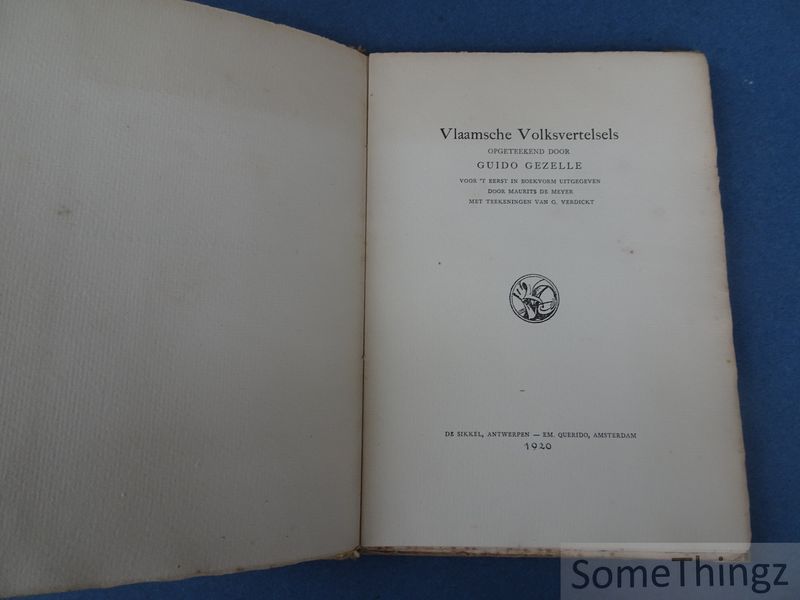 Vlaamsche Volksvertelsels
OPGETEEKEND DOOR
GUIDO GEZELLE
VOOR 'T EERST IN BOEKVORM UITGEGEVEN
DOOR MAURITS DE MEYER
MET TEEKENINGEN VAN G. VERDICKT
DE SIKKEL, ANTWERPEN — EM. QUERIDO, AMSTERDAM
1920
SomeThingz